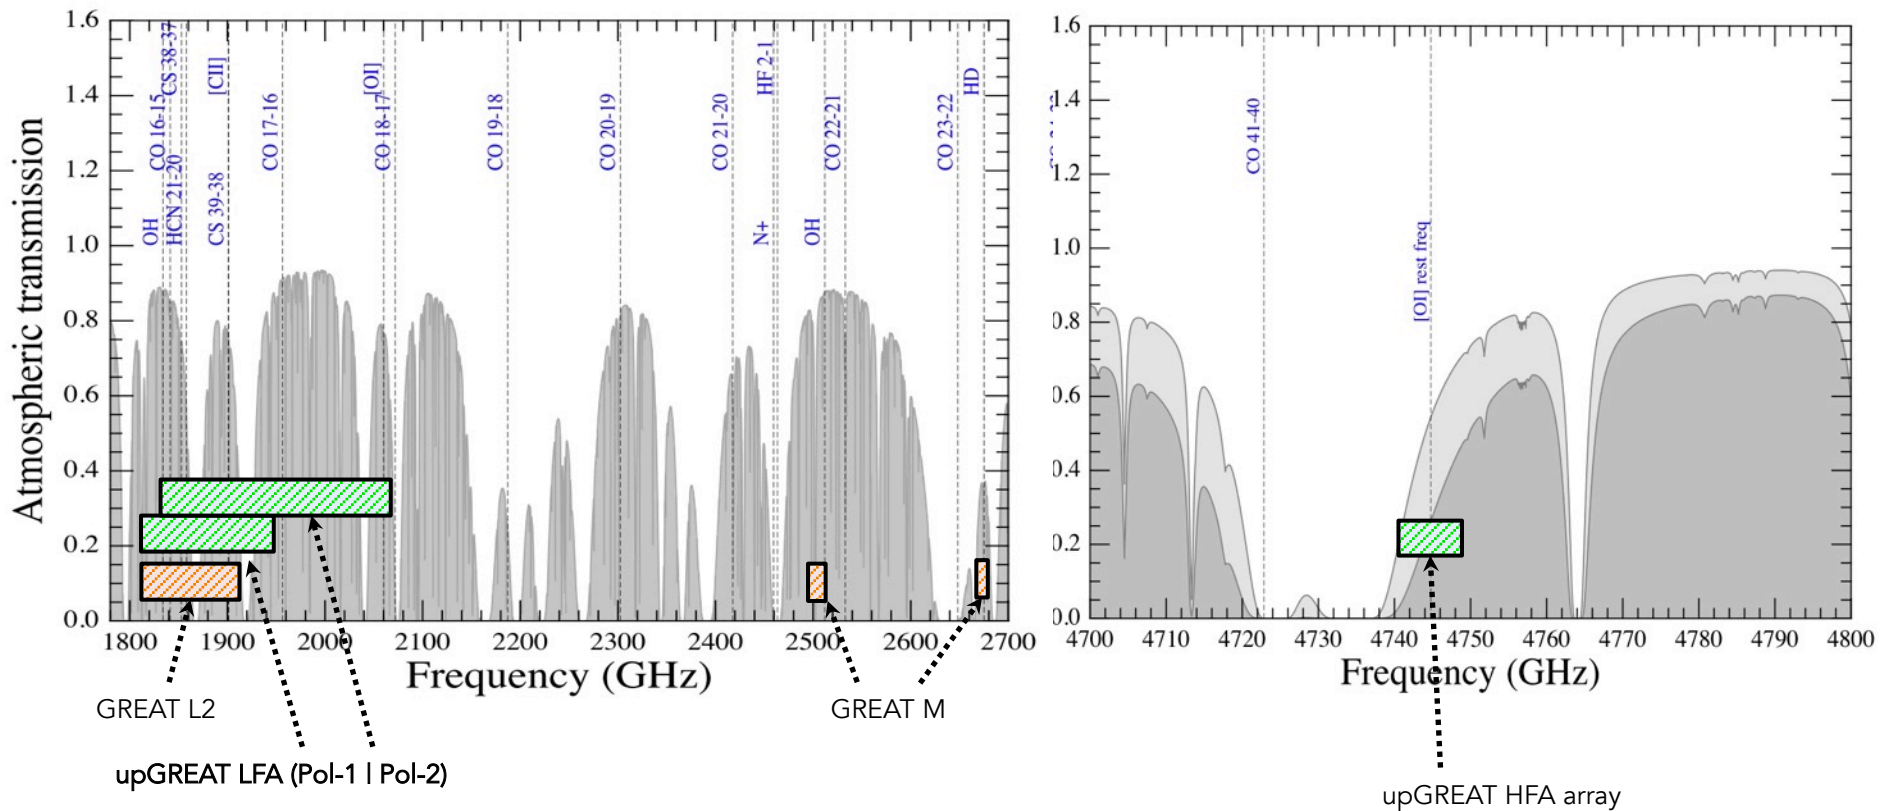 1.6
1.4
1.2
1.0
0.8
0.6
0.4
0.2
0.0
Atmospheric transmission
OH
CO 16-15
CS 38-37
HCN 21-20
[CII]
CS 39-38
CO 17-16
[OI]
CO 18-17
CO 19-18
CO 20-19
CO 21-20
HF 2-1
N+
OH
CO 22-21
CO 23-22
HD
1800 1900 2000 2100 2200 2300 2400 2500 2600 2700
Frequency (GHz)
GREAT L2
GREAT M
upGREAT LFA (Pol-1 | Pol-2)
1.6
1.4
1.2
1.0
0.8
0.6
0.4
0.2
0.0
CO 41-40
[OI] rest freq
4700 4710 4720 4730 4740 4750 4760 4770 4780 4790 4800
Frequency (GHz)
upGREAT HFA array